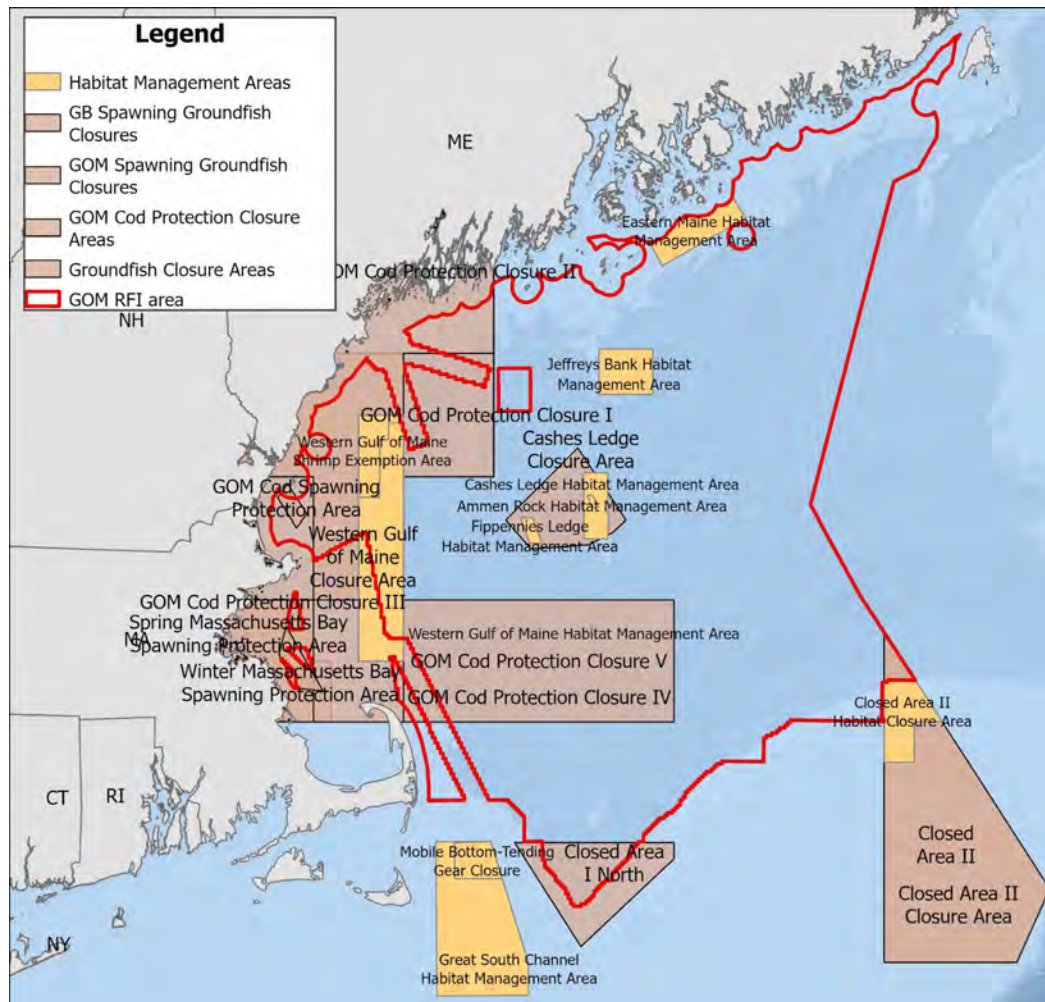 Legend
Habitat Management Areas
GB Spawning Groundfish
Closures
GOM Spawning Groundfish
Closures
GOM Cod Protection Closure
Areas
Groundfish Closure Areas
GOM RFI area
ME
NH
MA
CT
RI
NY
Eastern Maine Habitat
Management Area
OM Cod Protection Closure II
Jeffreys Bank Habitat
Management Area
GOM Cod Protection Closure I
Western Gulf of Maine
Shrimp Exemption Area
Cashes Ledge
Closure Area
GOM Cod Spawning
Protection Area
Cashes Ledge Habitat Management Area
Ammen Rock Habitat Management Area
Fippennies Ledge
Habitat Management Area
Western Gulf
of Maine
Closure Area
GOM Cod Protection Closure III
Spring Massachusetts Bay
Spawning Protection Area
Winter Massachusetts Bay
Spawning Protection Area
Western Gulf of Maine Habitat Management Area
GOM Cod Protection Closure V
GOM Cod Protection Closure IV
Closed Area II
Habitat Closure Area
Closed
Area II
Closed Area II
Closure Area
Mobile Bottom-Tending
Gear Closure
Closed Area
I North
Great South Channel
Habitat Management Area